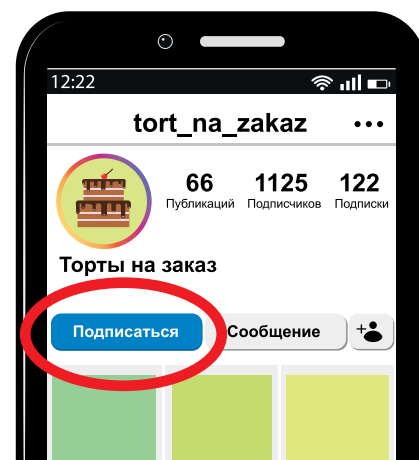 12:22
tort_na_zakaz
66 1125 122
Публикаций Подписчиков Подписки
Торты на заказ
Подписаться Сообщение